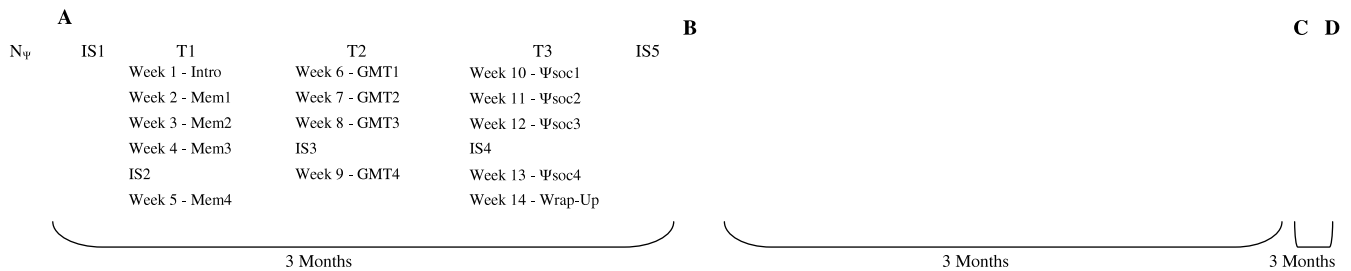 A B C D
N_Ψ IS1 T1 T2 T3 IS5
Week 1 - Intro Week 6 - GMT1 Week 10 - Ψsoc1
Week 2 - Mem1 Week 7 - GMT2 Week 11 - Ψsoc2
Week 3 - Mem2 Week 8 - GMT3 Week 12 - Ψsoc3
Week 4 - Mem3 IS3 IS4
IS2 Week 9 - GMT4 Week 13 - Ψsoc4
Week 5 - Mem4 Week 14 - Wrap-Up
3 Months 3 Months 3 Months